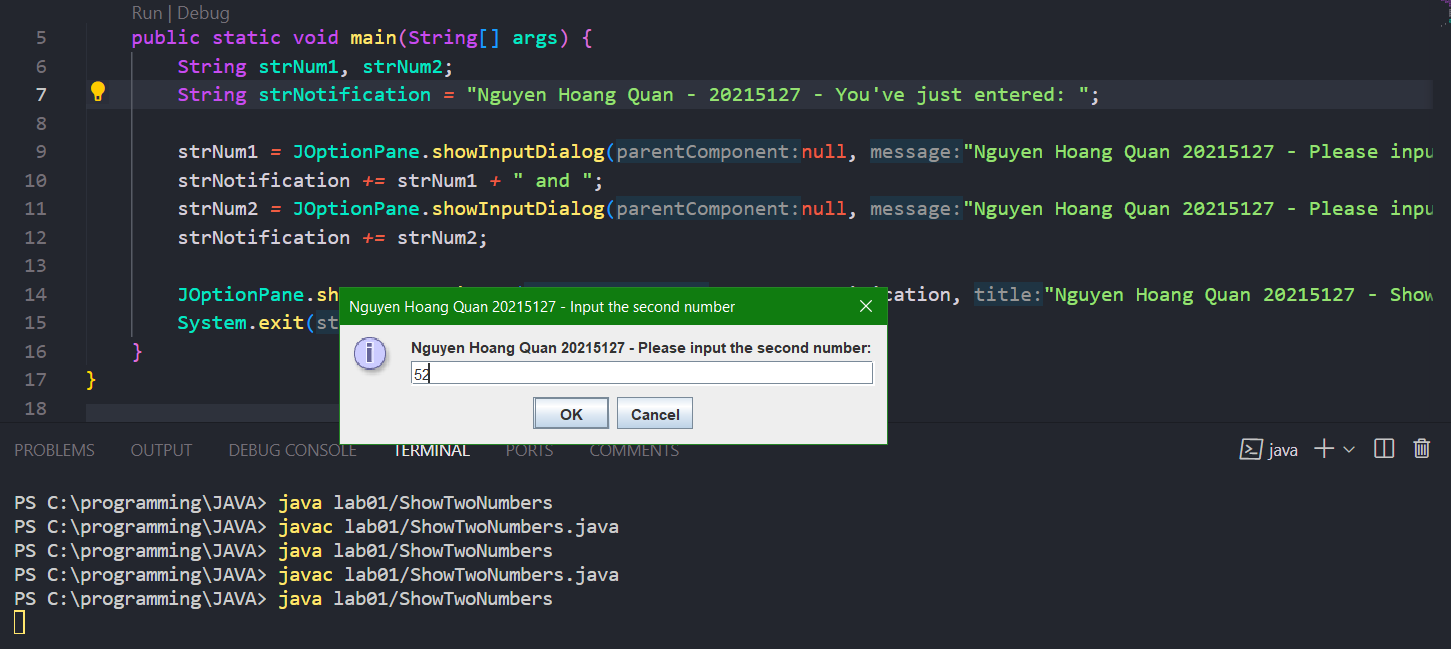 Run | Debug
5 public static void main(String[] args) {
6 String strNum1, strNum2;
7 String strNotification = "Nguyen Hoang Quan - 20215127 - You've just entered: ";
8
9 strNum1 = JOptionPane.showInputDialog(parentComponent:null, message:"Nguyen Hoang Quan 20215127 - Please inpu
10 strNotification += strNum1 + " and ";
11 strNum2 = JOptionPane.showInputDialog(parentComponent:null, message:"Nguyen Hoang Quan 20215127 - Please inpu
12 strNotification += strNum2;
13
14 JOptionPane.sh cation, title:"Nguyen Hoang Quan 20215127 - Show
15 System.exit(st
16 }
17 }
18
Nguyen Hoang Quan 20215127 - Input the second number
Nguyen Hoang Quan 20215127 - Please input the second number:
52
OK Cancel
PROBLEMS OUTPUT DEBUG CONSOLE TERMINAL PORTS COMMENTS java
PS C:\programming\JAVA> java lab01/ShowTwoNumbers
PS C:\programming\JAVA> javac lab01/ShowTwoNumbers.java
PS C:\programming\JAVA> java lab01/ShowTwoNumbers
PS C:\programming\JAVA> javac lab01/ShowTwoNumbers.java
PS C:\programming\JAVA> java lab01/ShowTwoNumbers